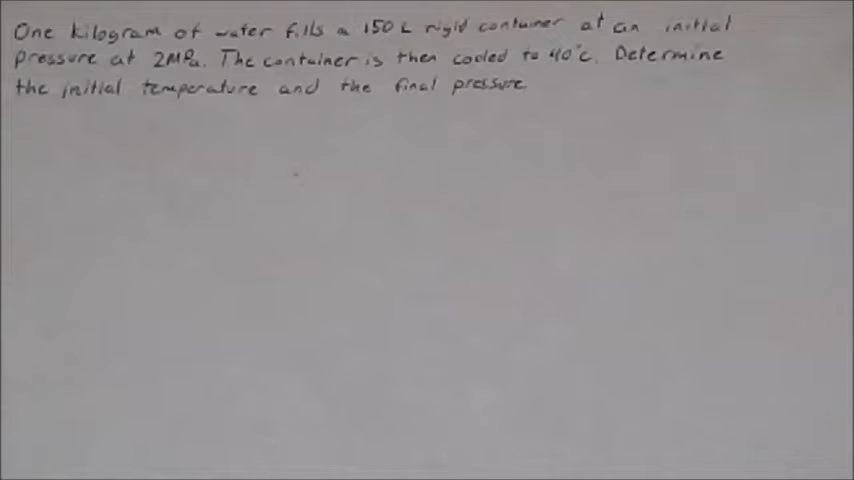 One kilogram of water fills a 150 L rigid container at an initial
pressure at 2MPa. The container is then cooled to 40°C. Determine
the initial temperature and the final pressure